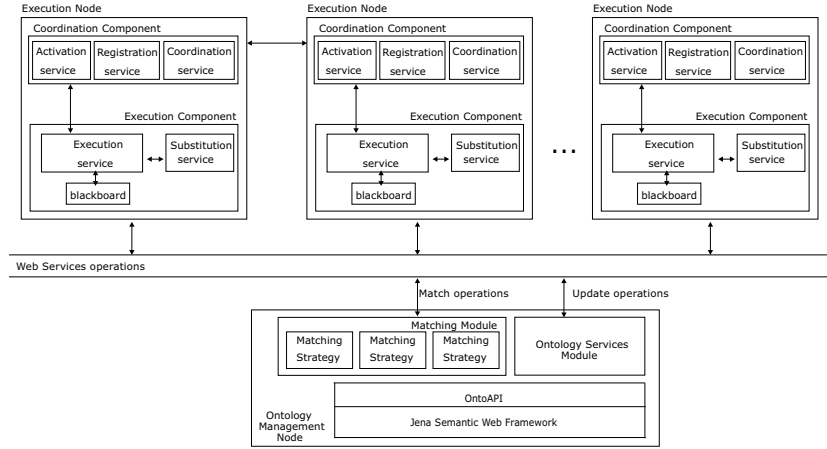 Execution Node
Coordination Component
Activation service
Registration service
Coordination service
Execution Component
Execution service
Substitution service
blackboard
Execution Node
Coordination Component
Activation service
Registration service
Coordination service
Execution Component
Execution service
Substitution service
blackboard
...
Execution Node
Coordination Component
Activation service
Registration service
Coordination service
Execution Component
Execution service
Substitution service
blackboard
Web Services operations
Match operations
Update operations
Matching Module
Matching Strategy
Matching Strategy
Matching Strategy
Ontology Services Module
OntoAPI
Jena Semantic Web Framework
Ontology Management Node